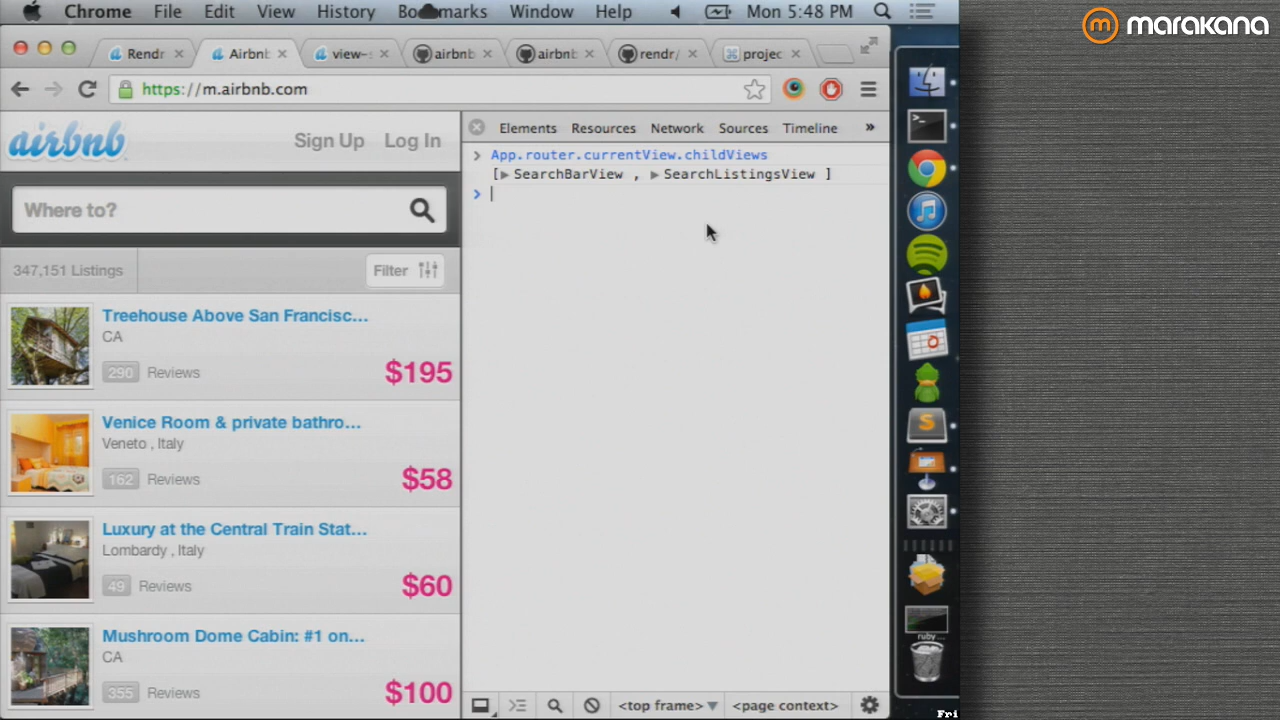 Chrome File Edit View History Bookmarks Window Help Mon 5:48 PM
marakana
Rendr Airbnb view-s airbnb airbnb rendr/ projec
https://m.airbnb.com
airbnb Sign Up Log In
Elements Resources Network Sources Timeline »
> App.router.currentView.childViews
[▶ SearchBarView , ▶ SearchListingsView ]
>
Where to?
347,151 Listings Filter
Treehouse Above San Francisc...
CA
290 Reviews $195
Venice Room & private bathro...
Veneto , Italy
162 Reviews $58
Luxury at the Central Train Stat...
Lombardy , Italy
49 Reviews $60
Mushroom Dome Cabin: #1 on...
CA
355 Reviews $100
ruby...
<top frame> ▼ <page context>
Fri